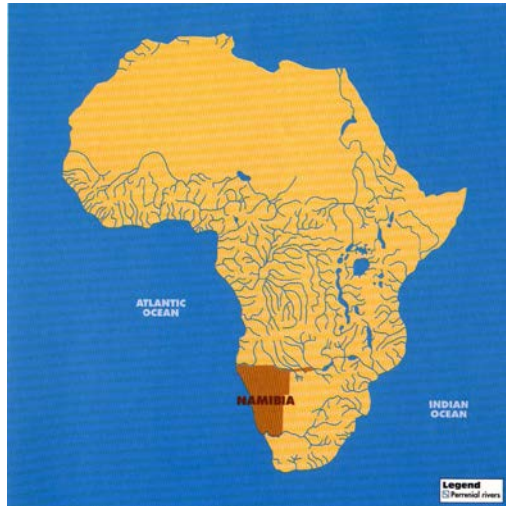 ATLANTIC
OCEAN
NAMIBIA
INDIAN
OCEAN
Legend
Perrenial rivers